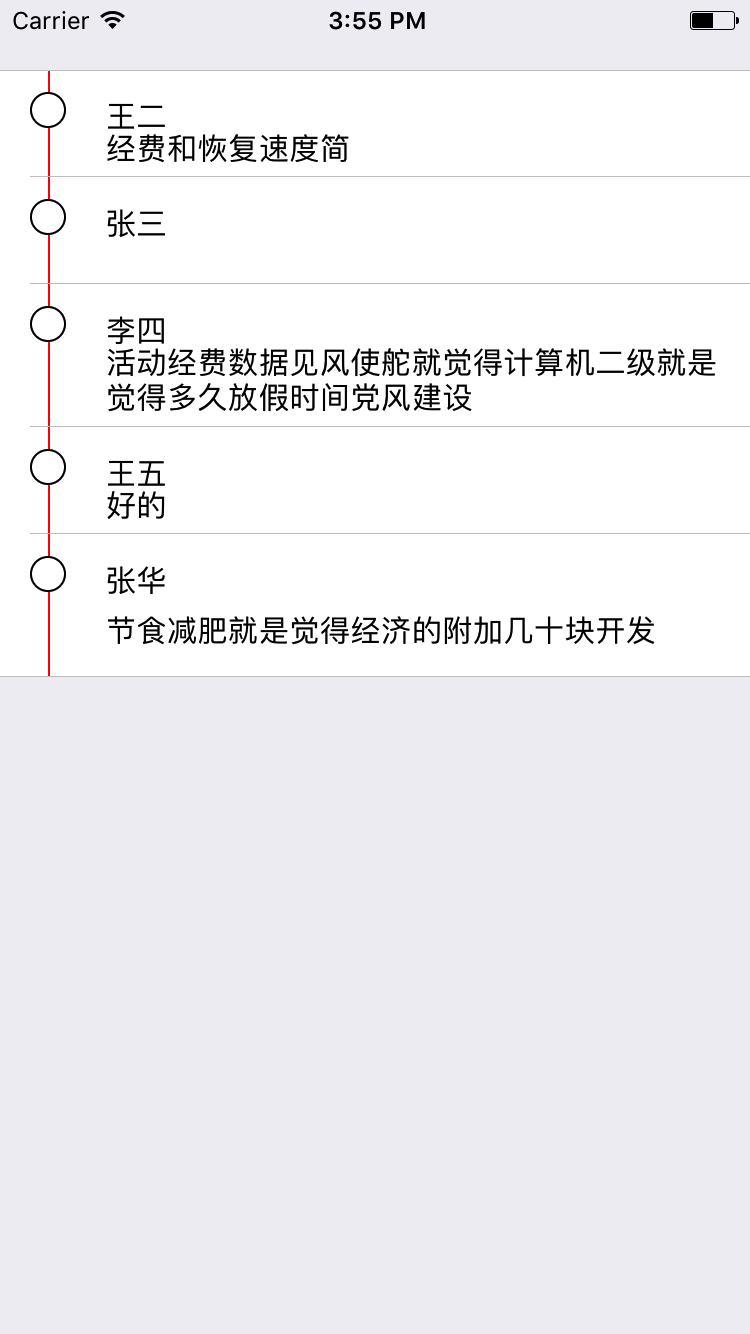 Carrier 3:55 PM
王二
经费和恢复速度简
张三
李四
活动经费数据见风使舵就觉得计算机二级就是
觉得多久放假时间党风建设
王五
好的
张华
节食减肥就是觉得经济的附加几十块开发